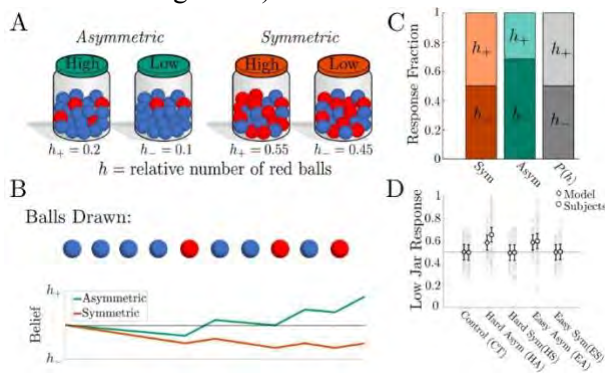 A
Asymmetric
Symmetric
High
Low
High
Low
h₊ = 0.2
h₋ = 0.1
h₊ = 0.55
h₋ = 0.45
h = relative number of red balls
B
Balls Drawn:
h₊
Asymmetric
Symmetric
Belief
h₋
C
Response Fraction
1
0.8
0.6
0.4
0.2
0
h₊
h₊
h₊
h₋
h₋
h₋
Sym
Asym
P(h)
D
Model
Subjects
Low Jar Response
1
0.8
0.6
0.4
0.2
0
Control (CT)
Hard Asym (HA)
Hard Sym(HS)
Easy Asym (EA)
Easy Sym(ES)